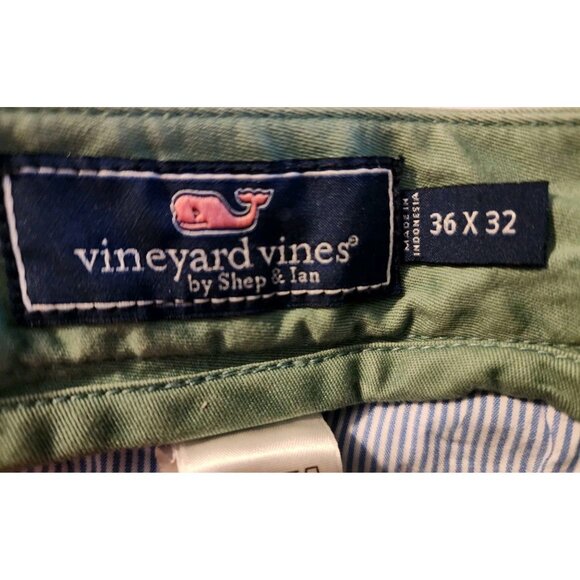 vineyard vines®
by Shep & Ian
MADE IN
INDONESIA
36 X 32